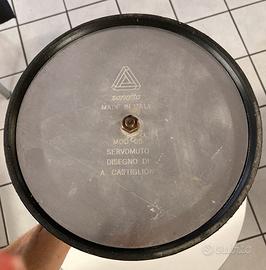 zanotta
MADE IN ITALY
MOD.
SERVOMUTO
DISEGNO DI
A. CASTIGLIONI
subito